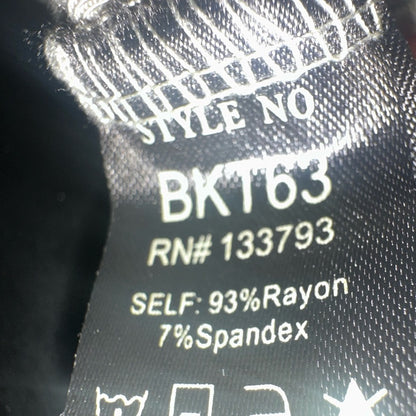 STYLE NO
BKT63
RN# 133793
SELF: 93%Rayon
7%Spandex